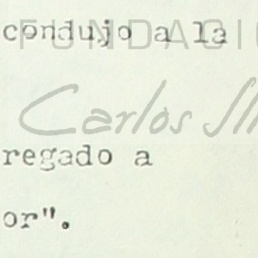 condujo a la
FUNDACI
Carlos Sl
regado a
or".